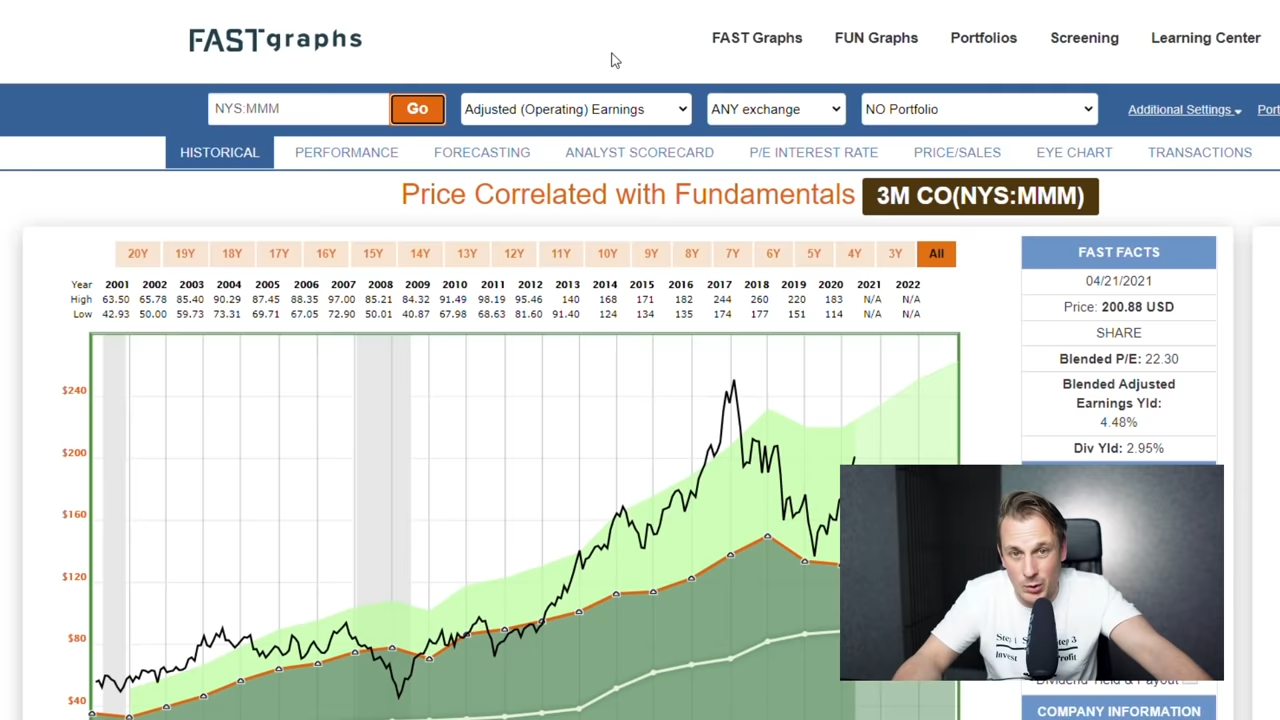 FASTgraphs
FAST Graphs FUN Graphs Portfolios Screening Learning Center
NYS:MMM Go Adjusted (Operating) Earnings ANY exchange NO Portfolio Additional Settings Port
HISTORICAL PERFORMANCE FORECASTING ANALYST SCORECARD P/E INTEREST RATE PRICE/SALES EYE CHART TRANSACTIONS
Price Correlated with Fundamentals 3M CO(NYS:MMM)
20Y 19Y 18Y 17Y 16Y 15Y 14Y 13Y 12Y 11Y 10Y 9Y 8Y 7Y 6Y 5Y 4Y 3Y All
Year 2001 2002 2003 2004 2005 2006 2007 2008 2009 2010 2011 2012 2013 2014 2015 2016 2017 2018 2019 2020 2021 2022
High 63.50 65.78 85.40 90.29 87.45 88.35 97.00 85.21 84.32 91.49 98.19 95.46 140 168 171 182 244 260 220 183 N/A N/A
Low 42.93 50.00 59.73 73.31 69.71 67.05 72.90 50.01 40.87 67.98 68.63 81.60 91.40 124 134 135 174 177 151 114 N/A N/A
$240
$200
$160
$120
$80
$40
FAST FACTS
04/21/2021
Price: 200.88 USD
SHARE
Blended P/E: 22.30
Blended Adjusted
Earnings Yld:
4.48%
Div Yld: 2.95%
Step 1 Step 3
Invest
Dividend Yield & Payout
COMPANY INFORMATION